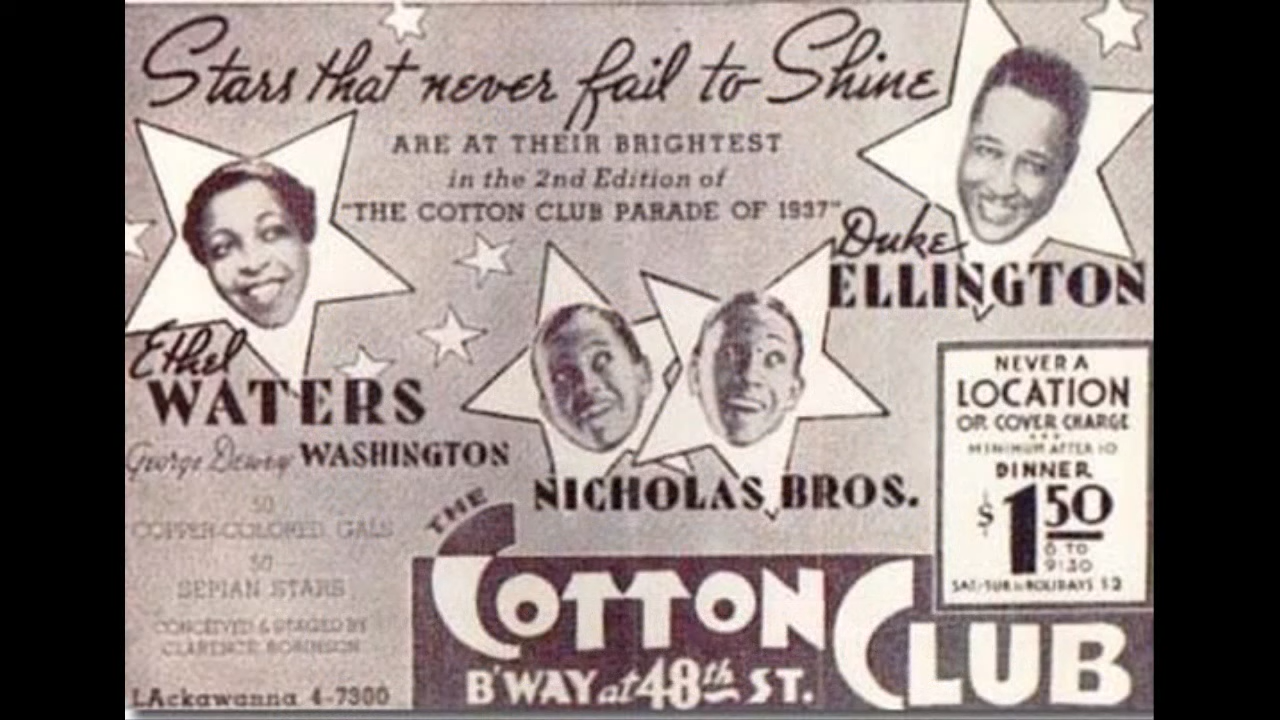 Stars that never fail to Shine
ARE AT THEIR BRIGHTEST
in the 2nd Edition of
"THE COTTON CLUB PARADE OF 1937"
Duke
ELLINGTON
Ethel
WATERS
George Dewey WASHINGTON
NICHOLAS BROS.
50
COPPER-COLORED GALS
50
SEPIAN STARS
CONCEIVED & STAGED BY
CLARENCE ROBINSON
LAckawanna 4-7300
NEVER A
LOCATION
OR COVER CHARGE
MINIMUM AFTER 10
DINNER
$1.50
6 TO
9:30
SAT/SUN & HOLIDAYS
THE
COTTON
CLUB
B'WAY at 48th ST.